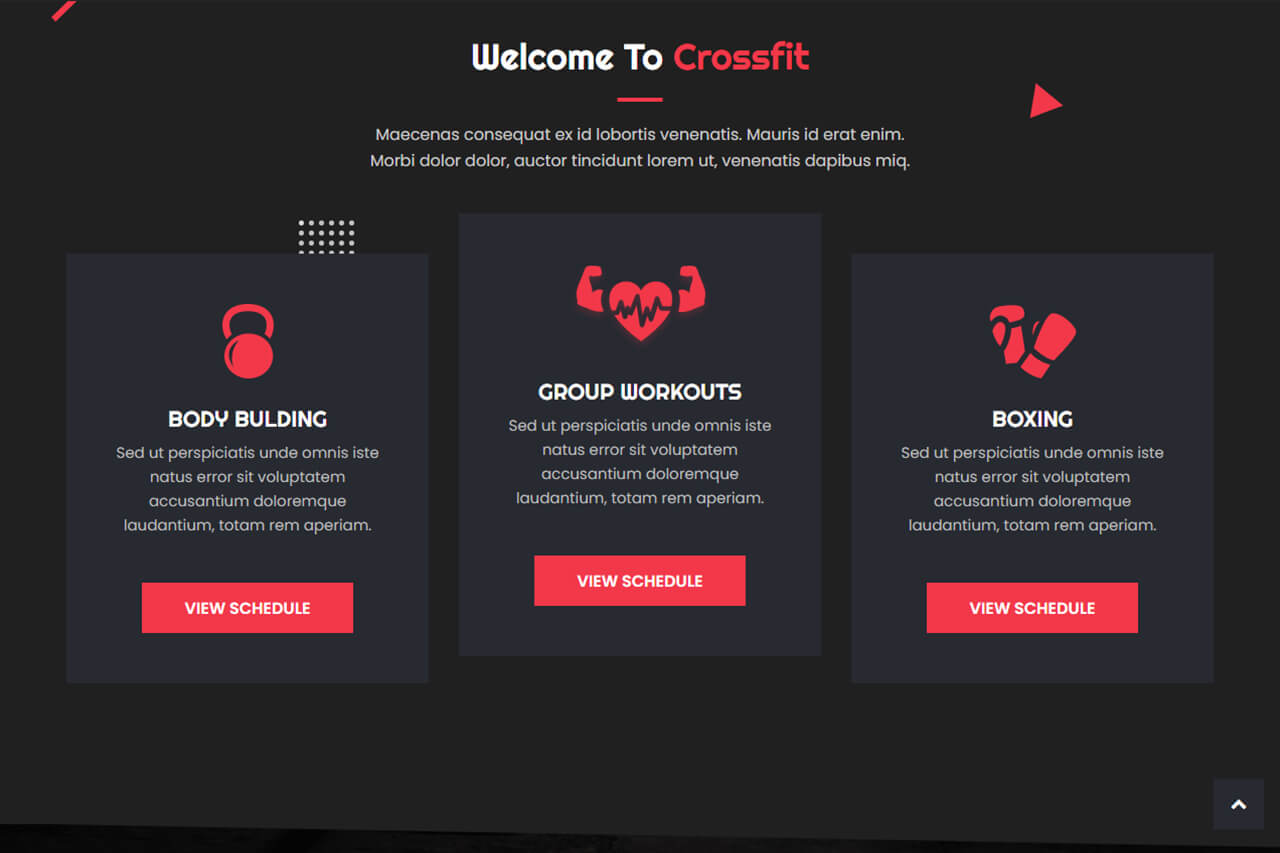 Welcome To Crossfit
Maecenas consequat ex id lobortis venenatis. Mauris id erat enim.
Morbi dolor dolor, auctor tincidunt lorem ut, venenatis dapibus miq.
BODY BULDING
Sed ut perspiciatis unde omnis iste
natus error sit voluptatem
accusantium doloremque
laudantium, totam rem aperiam.
VIEW SCHEDULE
GROUP WORKOUTS
Sed ut perspiciatis unde omnis iste
natus error sit voluptatem
accusantium doloremque
laudantium, totam rem aperiam.
VIEW SCHEDULE
BOXING
Sed ut perspiciatis unde omnis iste
natus error sit voluptatem
accusantium doloremque
laudantium, totam rem aperiam.
VIEW SCHEDULE